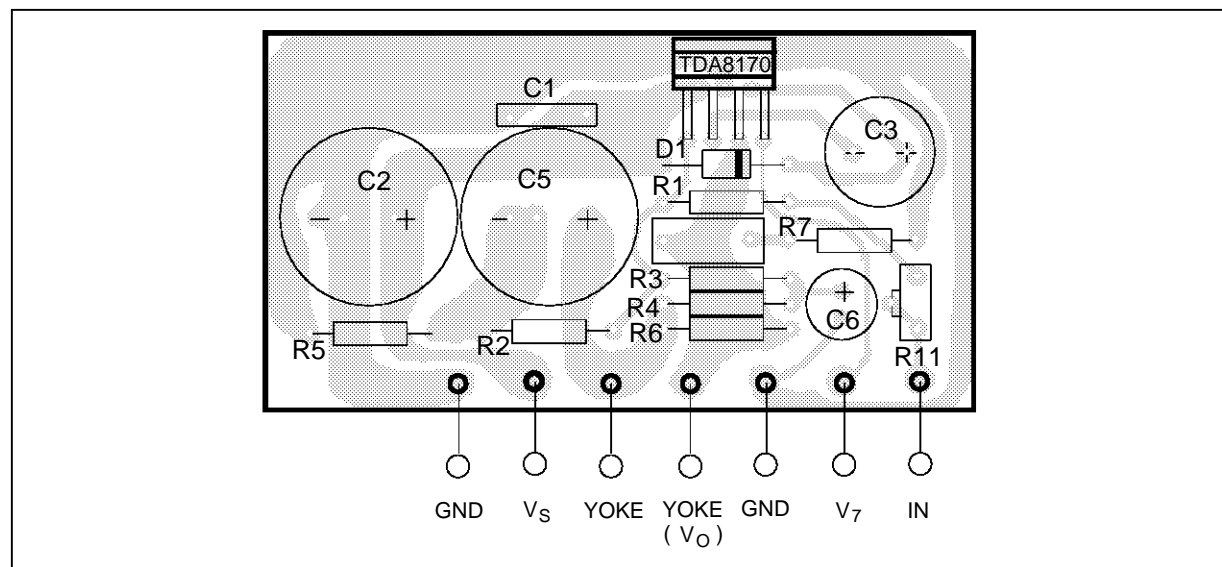 TDA8170
C1
C3
D1
C2
C5
R1
R7
R3
R4
C6
R6
R5
R2
R11
GND VS YOKE YOKE GND V7 IN
( VO )